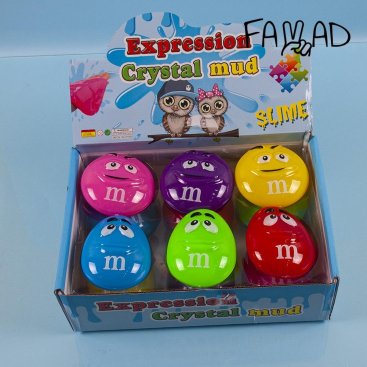 FAMAD
Expression
Crystal mud
SLIME
m m m
m m m
Expression
Crystal mud